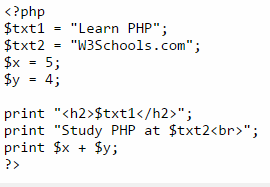 <?php
$txt1 = "Learn PHP";
$txt2 = "W3Schools.com";
$x = 5;
$y = 4;

print "<h2>$txt1</h2>";
print "Study PHP at $txt2<br>";
print $x + $y;
?>